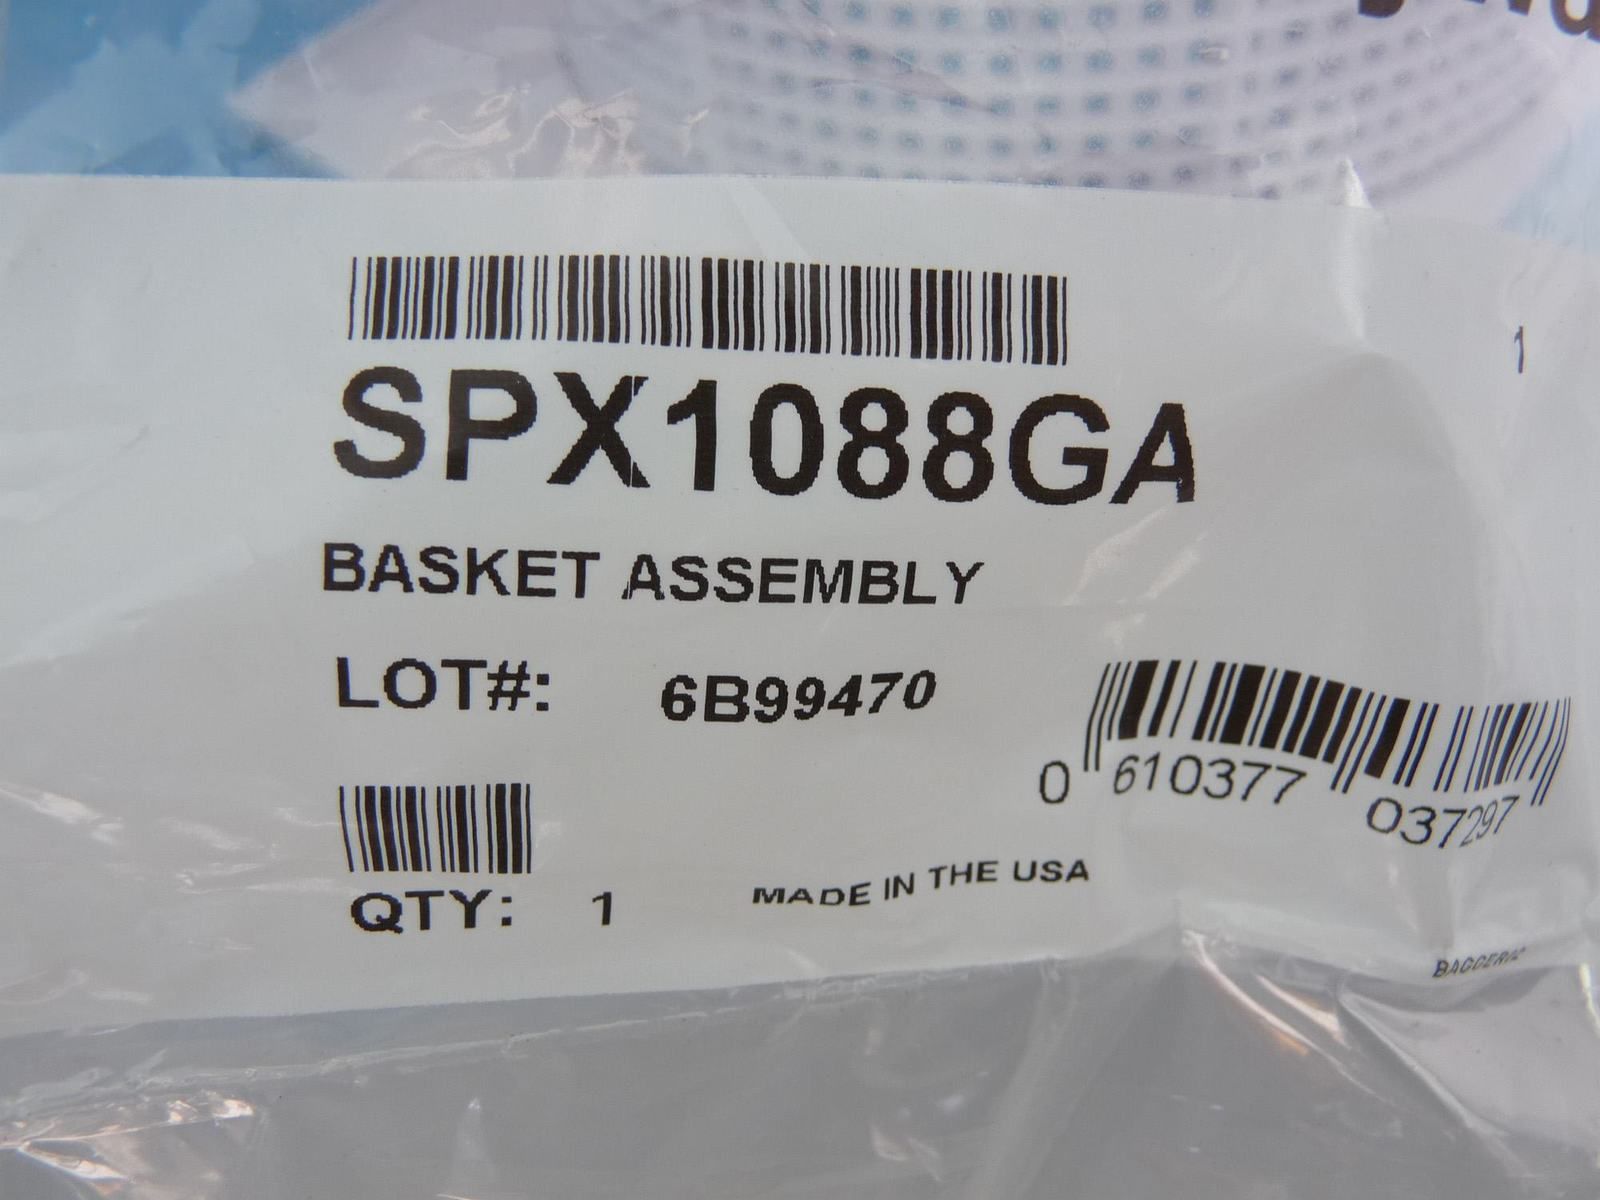 SPX1088GA
1
BASKET ASSEMBLY
LOT#: 6B99470
0 610377 037297
QTY: 1
MADE IN THE USA